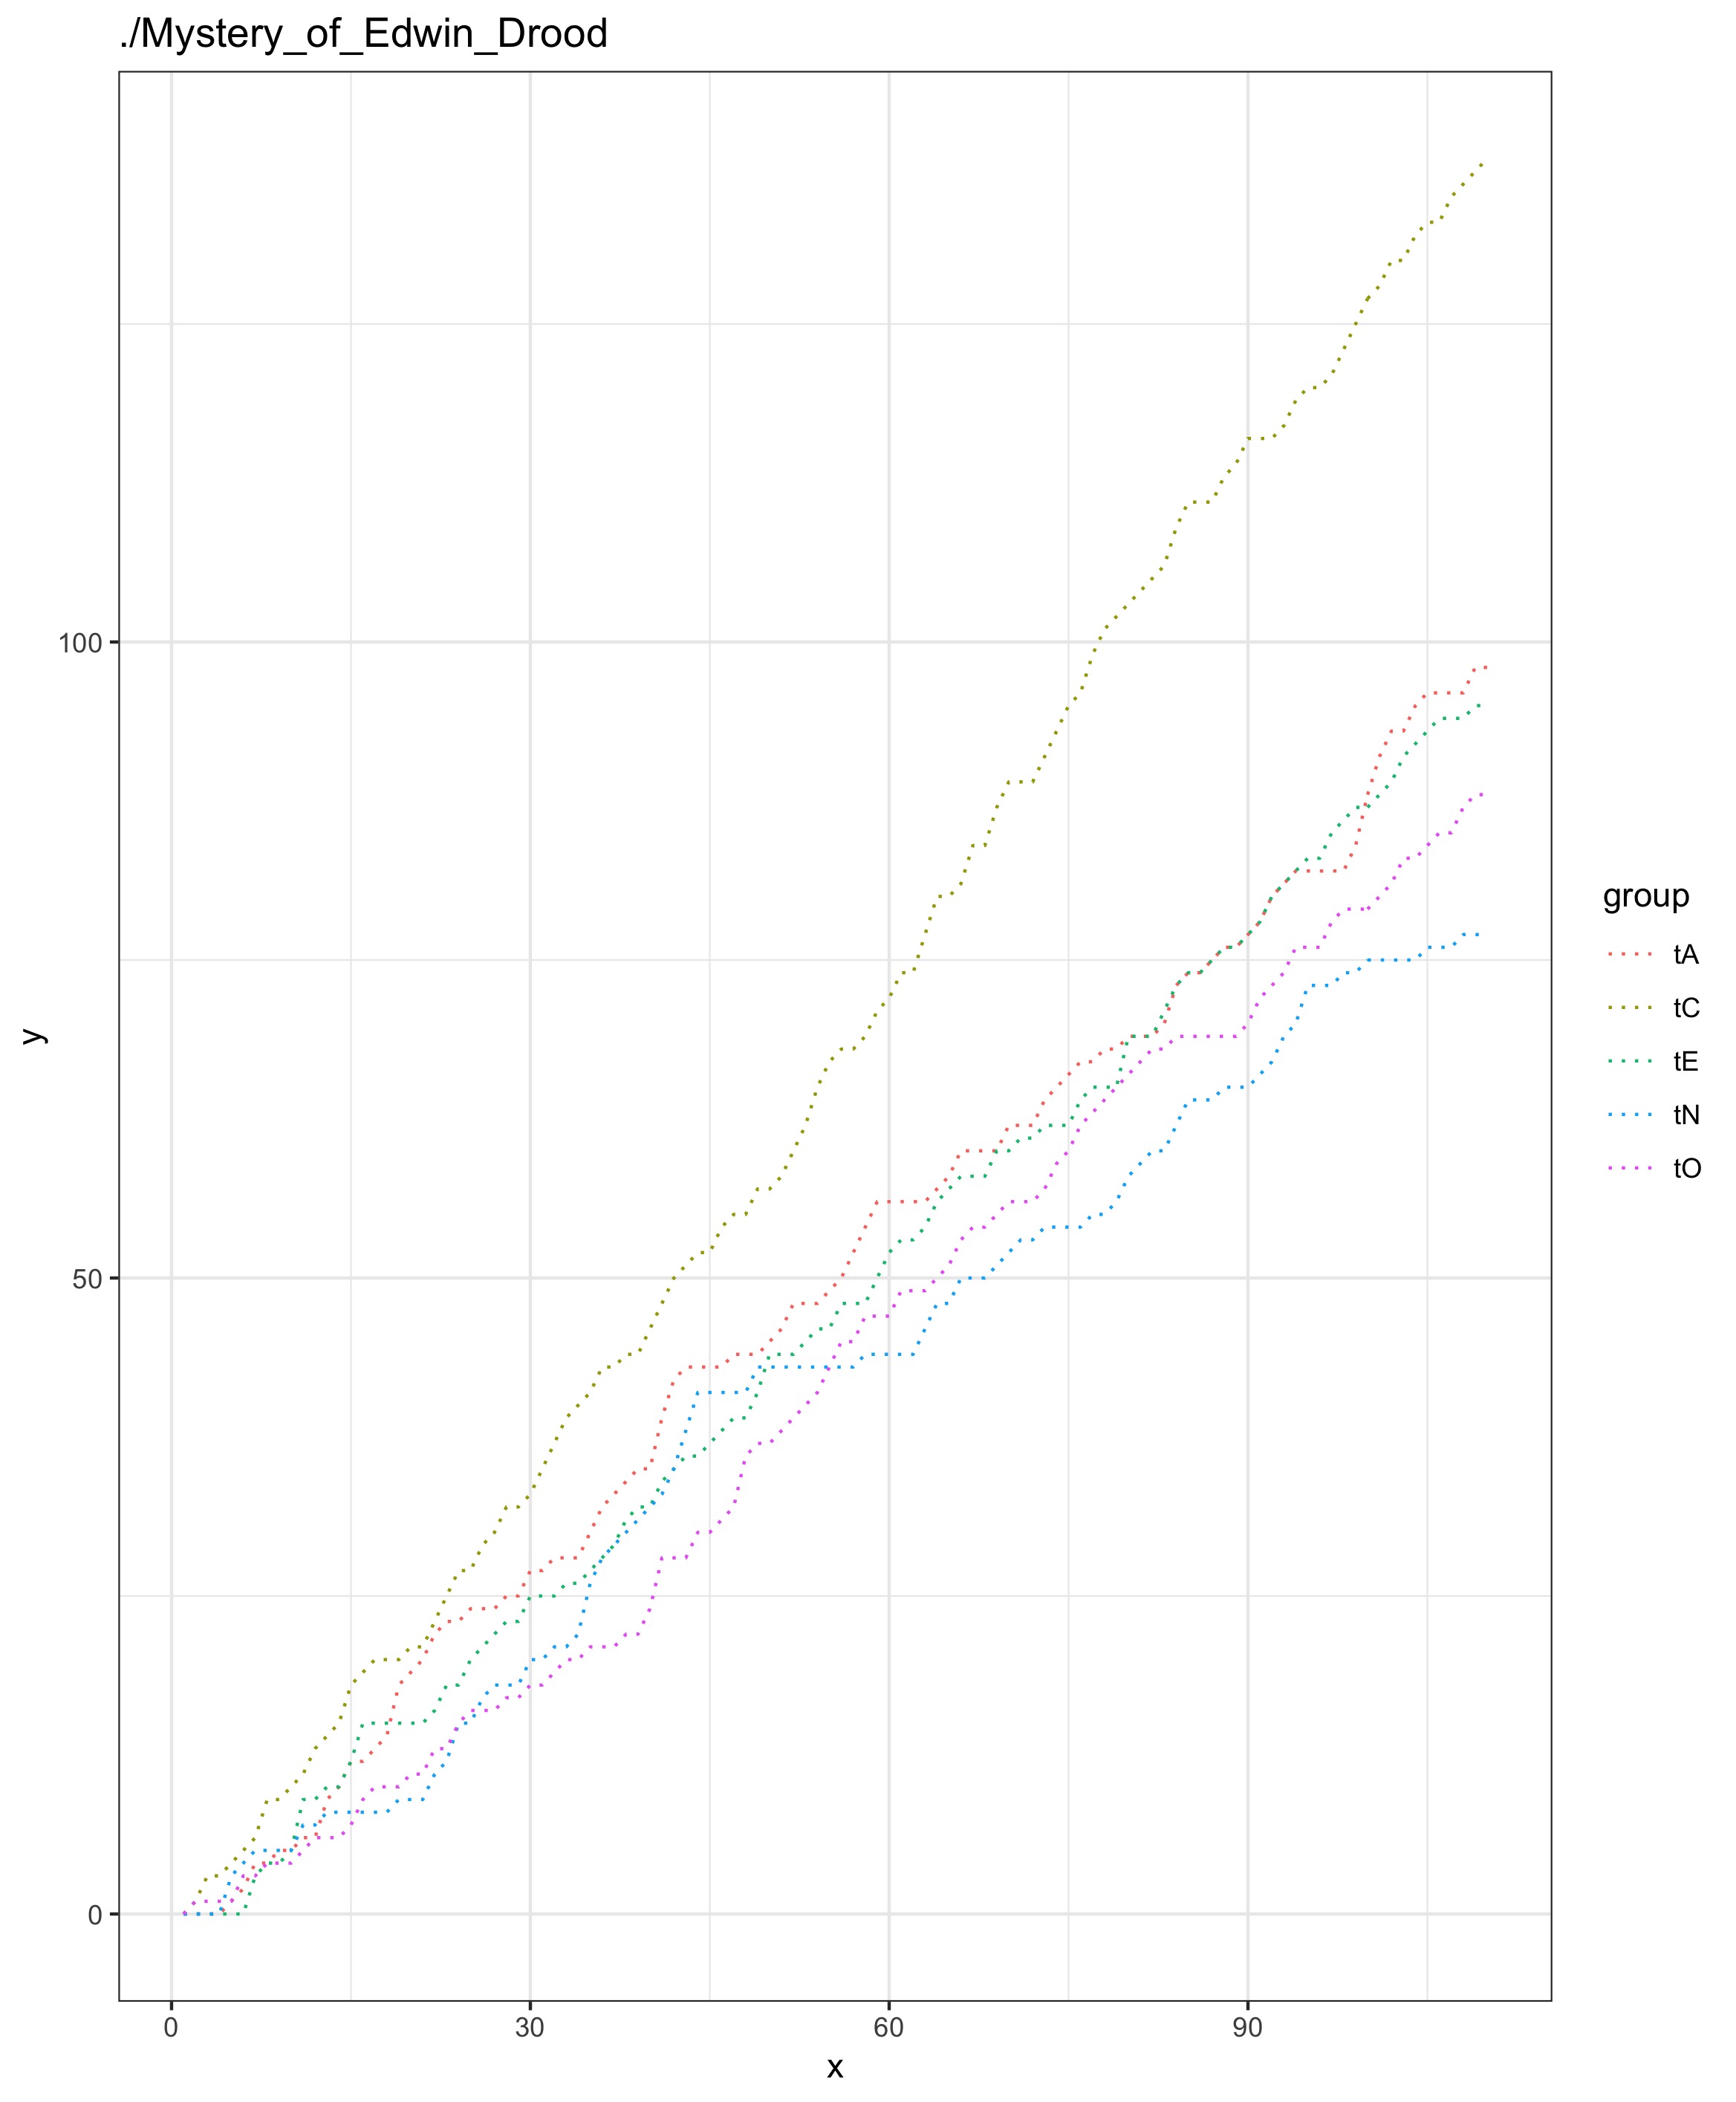 ./Mystery_of_Edwin_Drood
100
50
0
y
0 30 60 90
x
group
tA
tC
tE
tN
tO